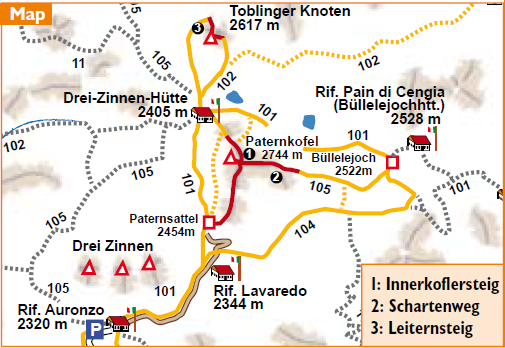 Map
Toblinger Knoten
2617 m
3
11
105
105
102
102
Drei-Zinnen-Hütte
2405 m
101
Rif. Pain di Cengia
(Büllelejochhtt.)
2528 m
102
Paternkofel
2744 m
1
101
Büllelejoch
2522m
105
101
2
105
101
105
Paternsattel
2454m
104
Drei Zinnen
105
101
Rif. Lavaredo
2344 m
Rif. Auronzo
2320 m
P
1: Innerkoflersteig
2: Schartenweg
3: Leiternsteig